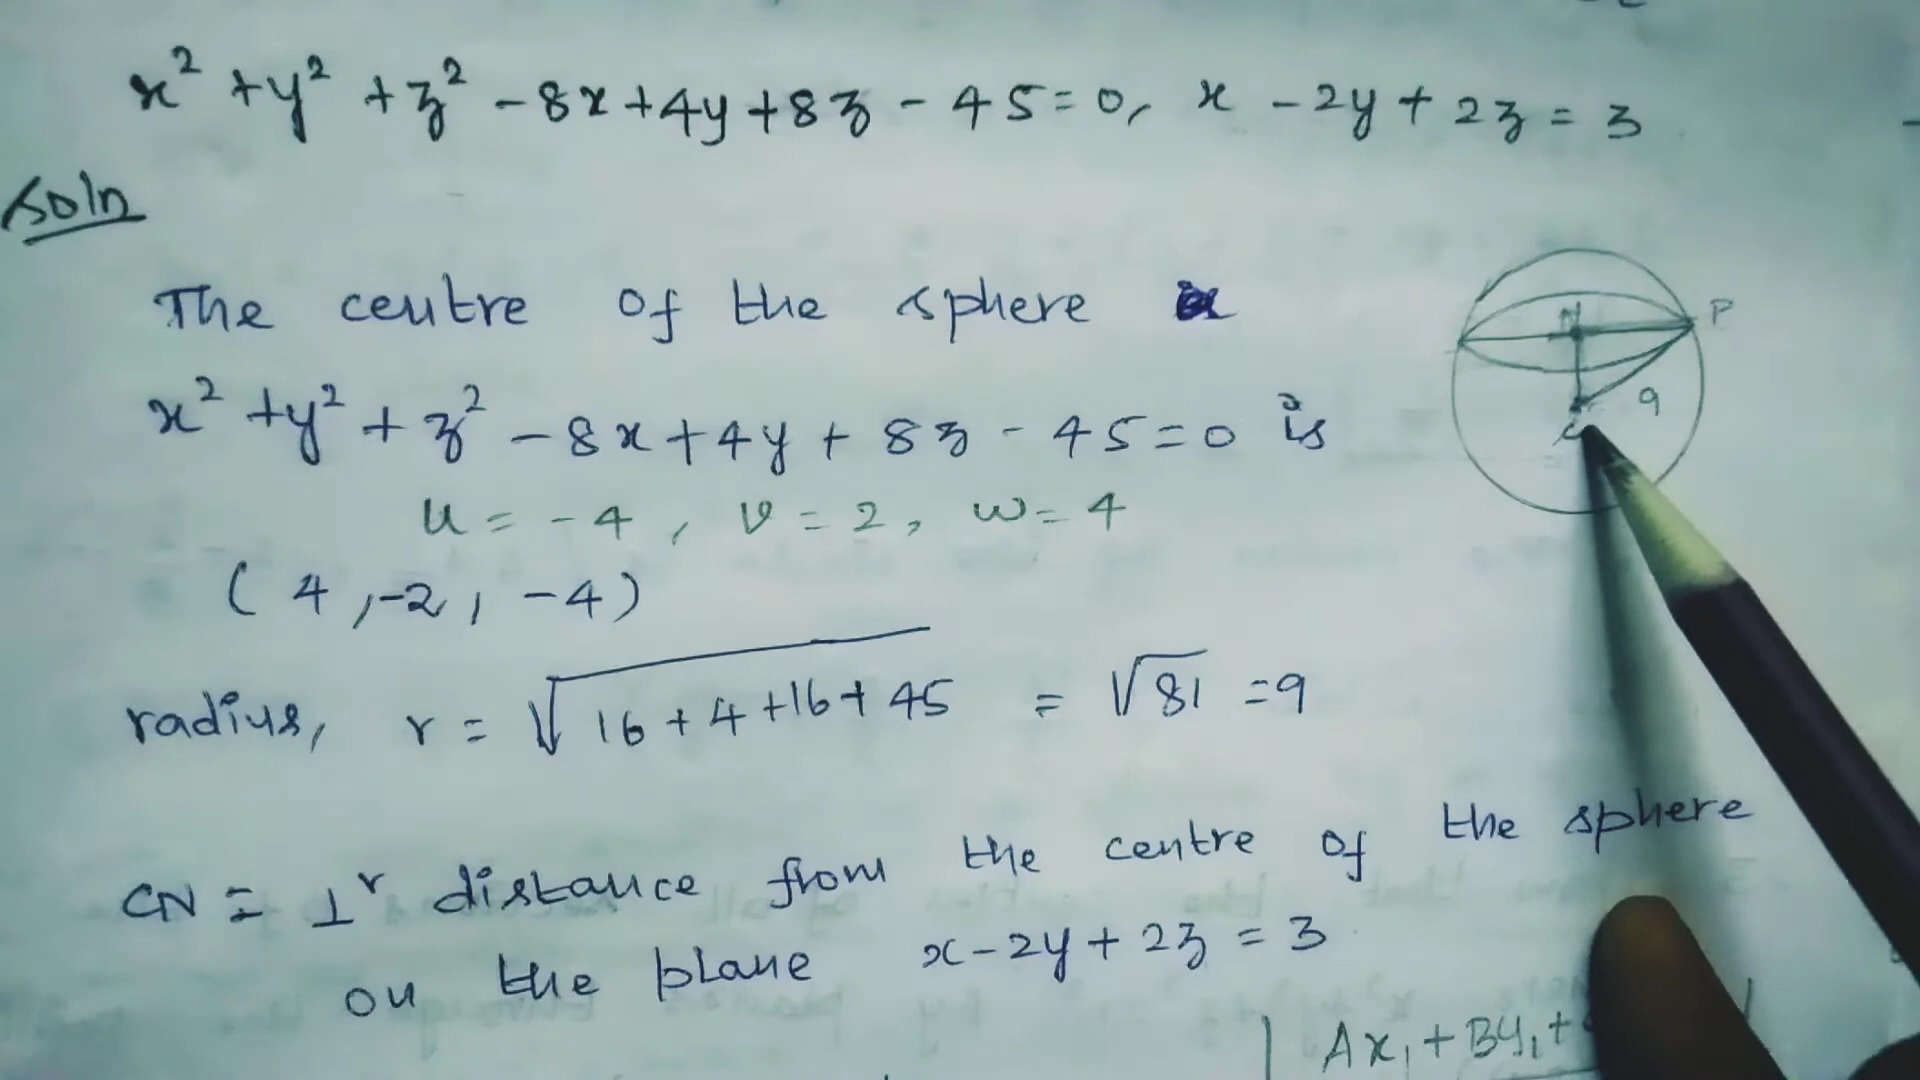 x² + y² + z² - 8x + 4y + 8z - 45 = 0, x - 2y + 2z = 3
Soln
The centre of the sphere
x² + y² + z² - 8x + 4y + 8z - 45 = 0 is
u = -4, v = 2, w = 4
(4, -2, -4)
radius, r = √16 + 4 + 16 + 45 = √81 = 9
CN = ⊥r distance from the centre of the sphere
on the plane x - 2y + 2z = 3
Ax₁ + By₁ +
N
P
9
C